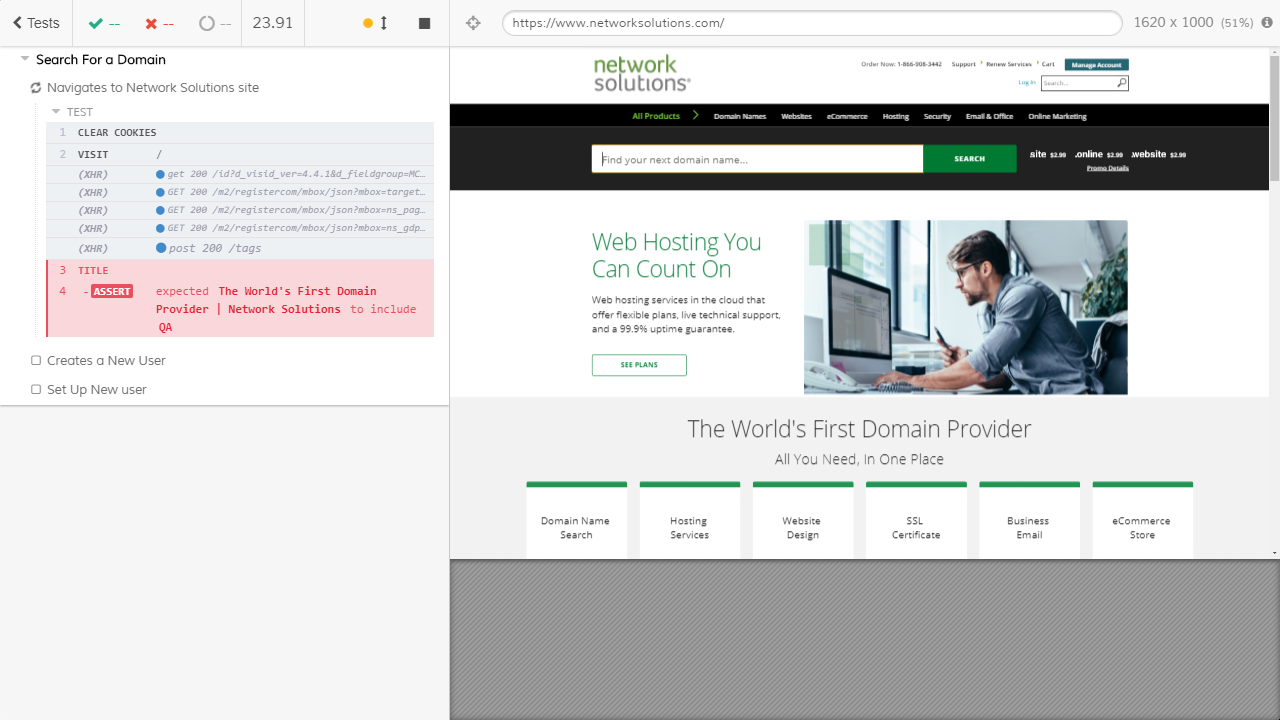 Tests
--
--
--
23.91
https://www.networksolutions.com/
1620 x 1000 (51%)
Search For a Domain
Navigates to Network Solutions site
TEST
1 CLEAR COOKIES
2 VISIT /
(XHR) get 200 /id?d_visid_ver=4.4.1&d_fieldgroup=MC…
(XHR) GET 200 /m2/registercom/mbox/json?mbox=target…
(XHR) GET 200 /m2/registercom/mbox/json?mbox=ns_pag…
(XHR) GET 200 /m2/registercom/mbox/json?mbox=ns_gdp…
(XHR) post 200 /tags
3 TITLE
4 - ASSERT expected The World's First Domain
Provider | Network Solutions to include
QA
Creates a New User
Set Up New user
network
solutions®
Order Now: 1-866-908-3442 Support Renew Services Cart Manage Account
Log In Search...
All Products Domain Names Websites eCommerce Hosting Security Email & Office Online Marketing
Find your next domain name... SEARCH
.site $2.99 .online $2.99 .website $2.99
Promo Details
Web Hosting You
Can Count On
Web hosting services in the cloud that
offer flexible plans, live technical support,
and a 99.9% uptime guarantee.
SEE PLANS
The World's First Domain Provider
All You Need, In One Place
Domain Name
Search
Hosting
Services
Website
Design
SSL
Certificate
Business
Email
eCommerce
Store